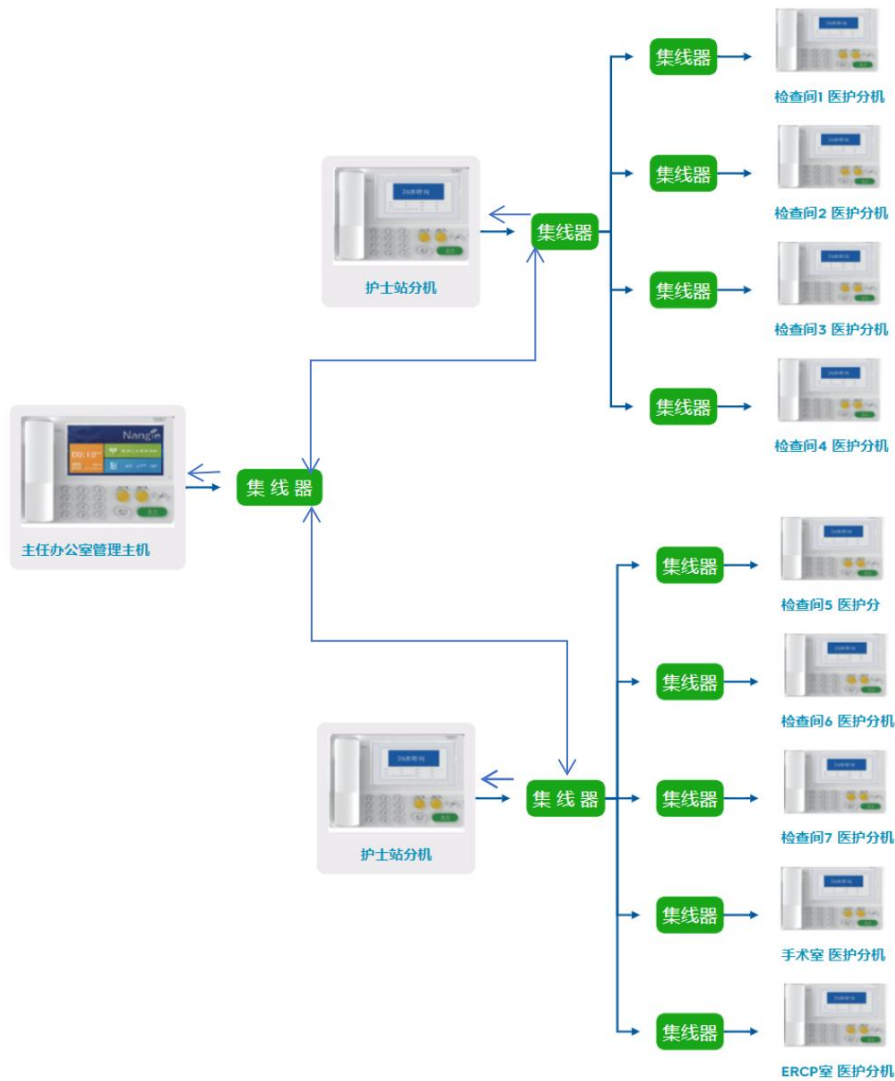 集线器
检查间1 医护分机
集线器
检查间2 医护分机
护士站分机
集线器
集线器
检查间3 医护分机
集线器
检查间4 医护分机
Nangle
主任办公室管理主机
集 线 器
集线器
检查间5 医护分
集线器
检查间6 医护分机
护士站分机
集 线 器
集线器
检查间7 医护分机
集线器
手术室 医护分机
集线器
ERCP室 医护分机